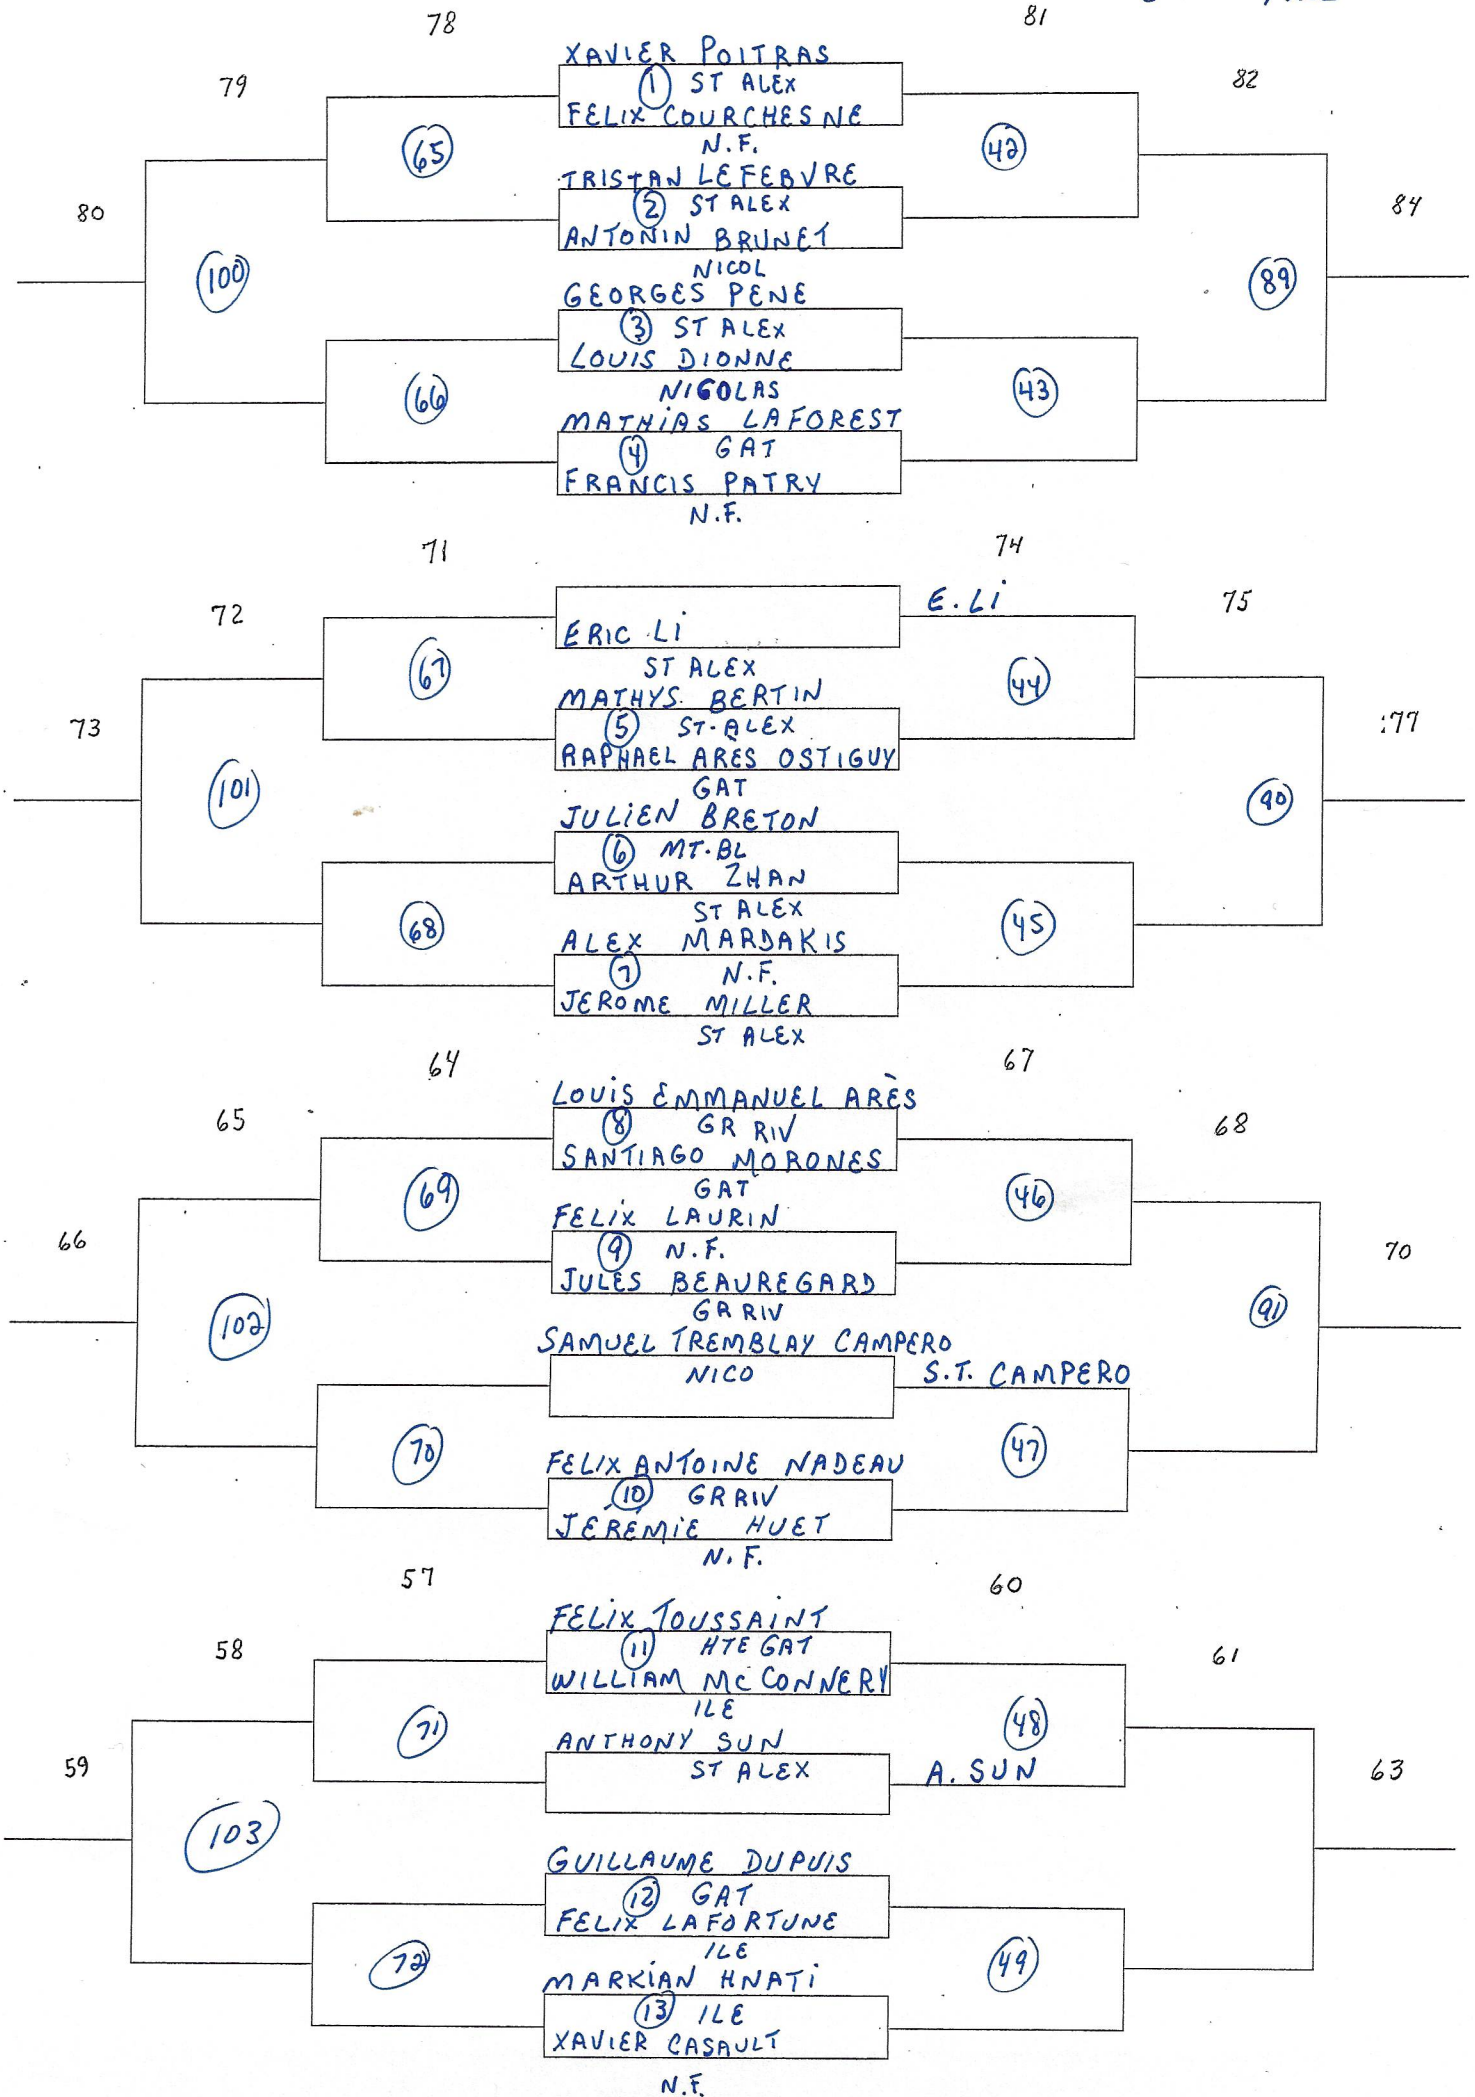 78
81
XAVIER POITRAS
79
① ST ALEX
82
FELIX COURCHESNE
65
N.F.
42
TRISTAN LEFEBVRE
80
② ST ALEX
84
ANTONIN BRUNET
100
NICOL
89
GEORGES PENE
③ ST ALEX
LOUIS DIONNE
66
NICOLAS
43
MATHIAS LAFOREST
④ GAT
FRANCIS PATRY
N.F.
71
74
E. Li
72
75
ERIC Li
67
ST ALEX
44
MATHYS BERTIN
73
⑤ ST-ALEX
77
RAPHAEL ARÈS OSTIGUY
101
GAT
90
JULIEN BRETON
⑥ MT.BL
ARTHUR ZHAN
68
ST ALEX
45
ALEX MARDAKIS
⑦ N.F.
JEROME MILLER
ST ALEX
64
67
LOUIS EMMANUEL ARÈS
65
⑧ GR RIV
68
SANTIAGO MORONES
69
GAT
46
FELIX LAURIN
66
⑨ N.F.
70
JULES BEAUREGARD
102
GR RIV
91
SAMUEL TREMBLAY CAMPERO
NICO
S.T. CAMPERO
70
FELIX ANTOINE NADEAU
47
⑩ GR RIV
JÉRÉMIE HUET
N.F.
57
60
FELIX TOUSSAINT
58
⑪ HTE GAT
61
WILLIAM McCONNERY
71
ILE
48
ANTHONY SUN
59
ST ALEX
A. SUN
63
103
GUILLAUME DUPUIS
⑫ GAT
FELIX LAFORTUNE
72
ILE
49
MARKIAN HNATI
⑬ ILE
XAVIER CASAULT
N.F.